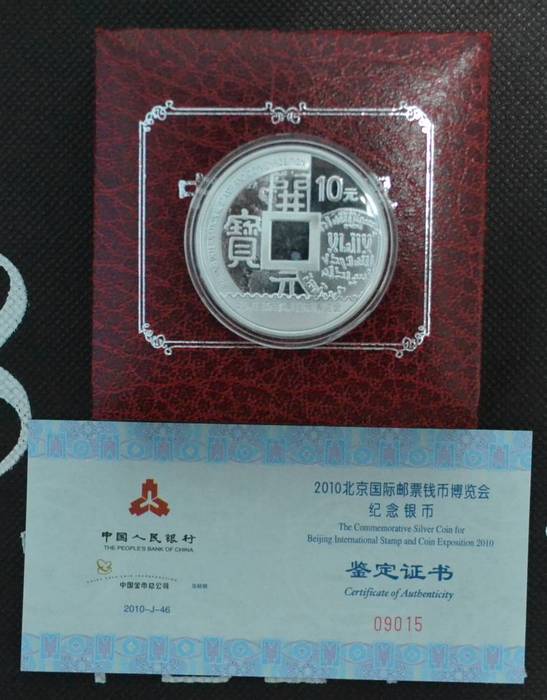 開
10元
寶
元
2010北京国际邮票钱币博览会
纪念银币
The Commemorative Silver Coin for
Beijing International Stamp and Coin Exposition 2010
中国人民银行
THE PEOPLE'S BANK OF CHINA
鉴定证书
Certificate of Authenticity
中国金币总公司
2010-J-46
09015